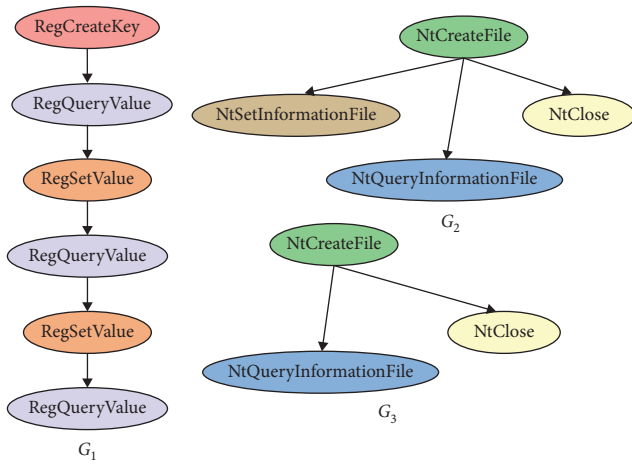 RegCreateKey
RegQueryValue
RegSetValue
RegQueryValue
RegSetValue
RegQueryValue
G1
NtCreateFile
NtSetInformationFile
NtClose
NtQueryInformationFile
G2
NtCreateFile
NtClose
NtQueryInformationFile
G3